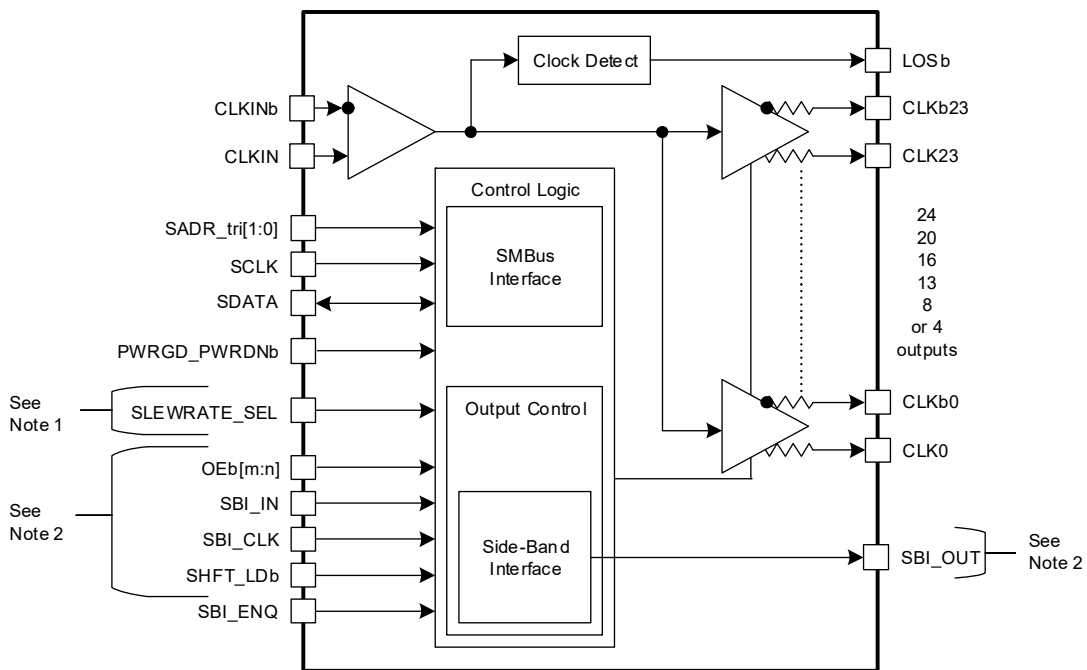 Clock Detect
LOSb
CLKINb
CLKb23
CLKIN
CLK23
Control Logic
SADR_tri[1:0]
SMBus
Interface
SCLK
SDATA
24
20
16
13
8
or 4
outputs
PWRGD_PWRDNb
See
Note 1
SLEWRATE_SEL
Output Control
CLKb0
CLK0
OEb[m:n]
See
Note 2
SBI_IN
SBI_CLK
SHFT_LDb
SBI_ENQ
Side-Band
Interface
SBI_OUT
See
Note 2